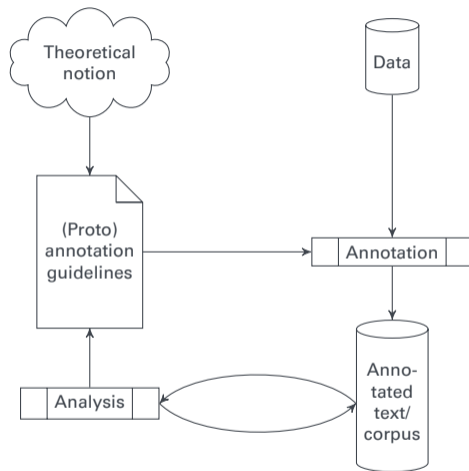 Theoretical
notion
Data
(Proto)
annotation
guidelines
Annotation
Analysis
Anno-
tated
text/
corpus